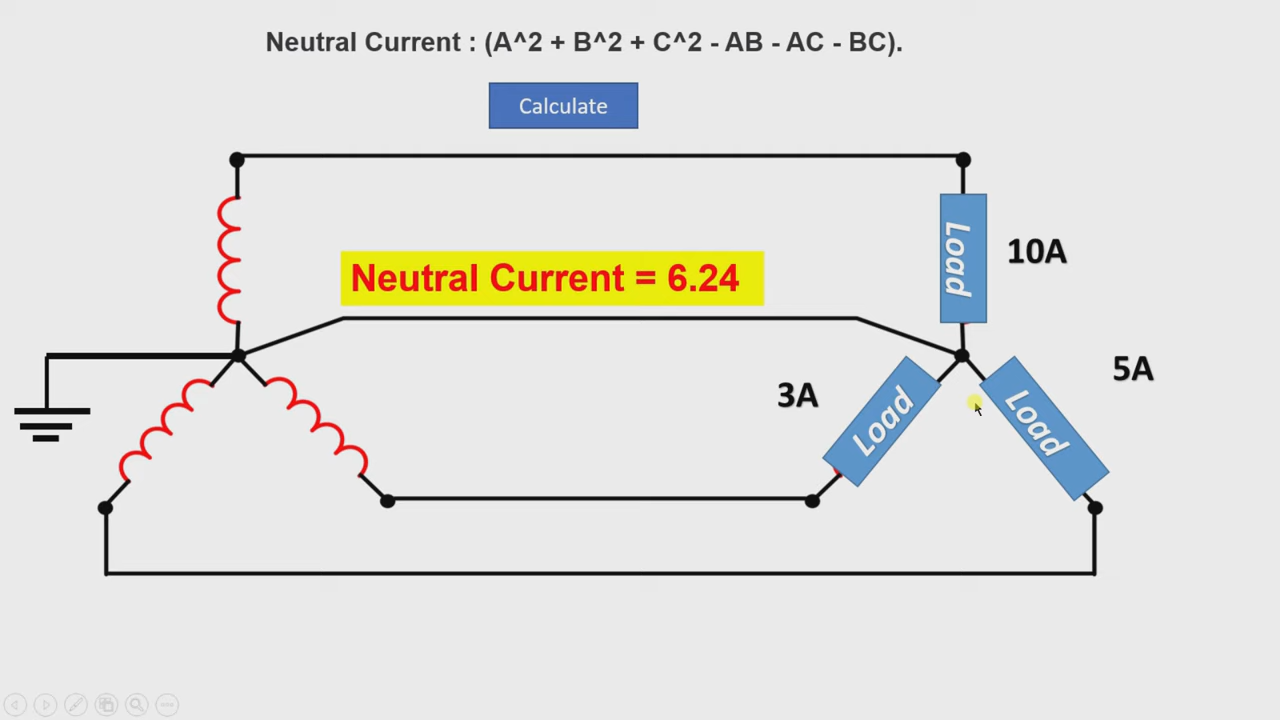 Neutral Current : (A^2 + B^2 + C^2 - AB - AC - BC).
Calculate
Load
10A
Neutral Current = 6.24
5A
3A
Load
Load